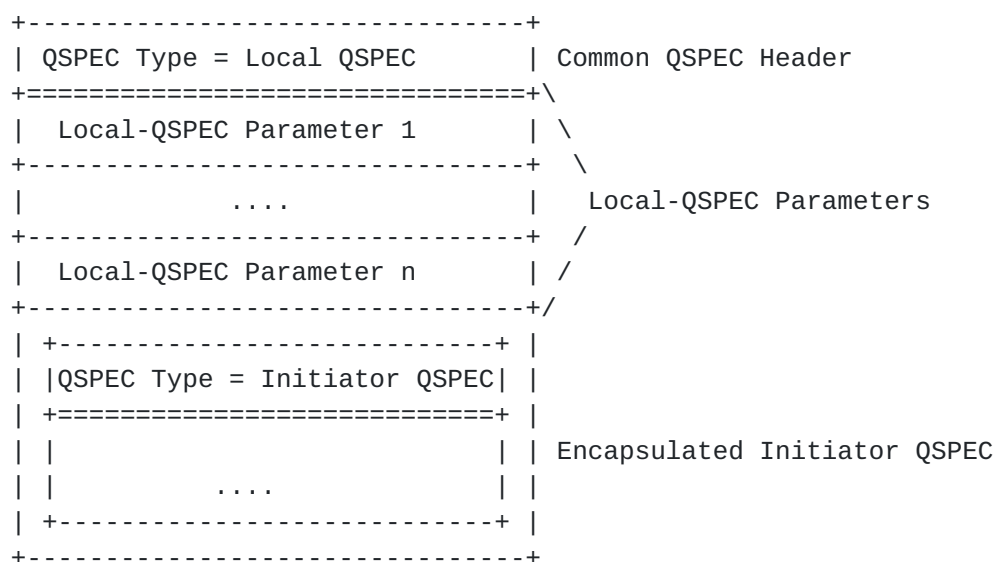 +--------------------------------+
| QSPEC Type = Local QSPEC       | Common QSPEC Header
+================================+\
|  Local-QSPEC Parameter 1       | \
+--------------------------------+  \
|             ....               |   Local-QSPEC Parameters
+--------------------------------+  /
|  Local-QSPEC Parameter n       | /
+--------------------------------+/
| +----------------------------+ |
| |QSPEC Type = Initiator QSPEC| |
| +============================+ |
| |                            | | Encapsulated Initiator QSPEC
| |          ....              | |
| +----------------------------+ |
+--------------------------------+